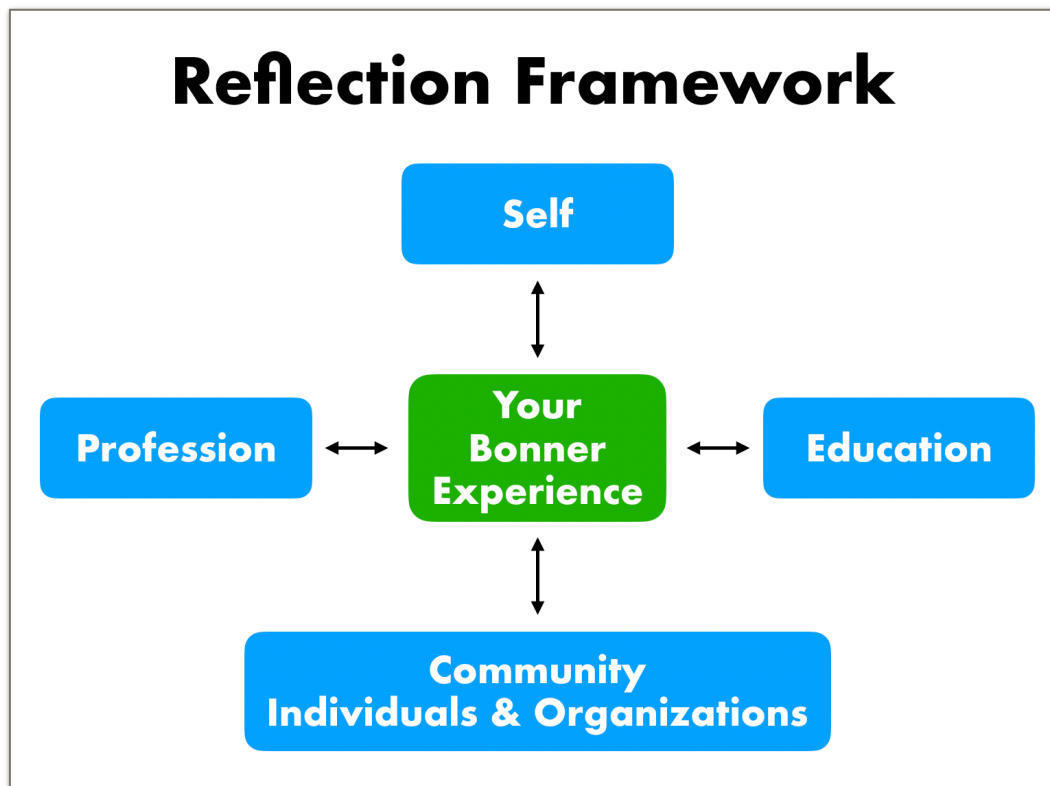 Reflection Framework
Self
Profession
Your
Bonner
Experience
Education
Community
Individuals & Organizations